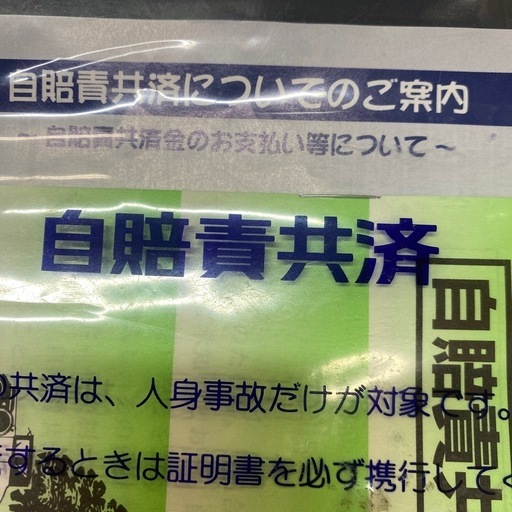 自賠責共済についてのご案内
～自賠責共済金のお支払い等について～
自賠責共済
共済は、人身事故だけが対象です。
するときは証明書を必ず携行して
自賠責